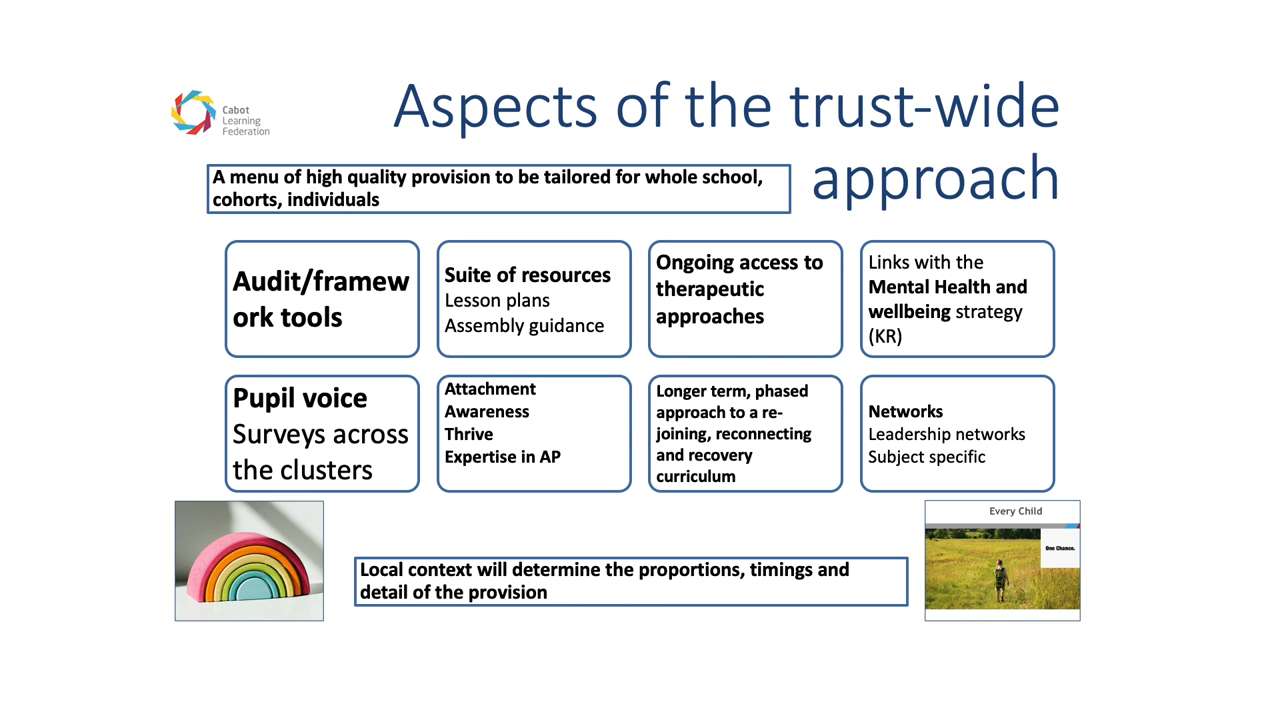 Cabot
Learning
Federation
Aspects of the trust-wide
approach
A menu of high quality provision to be tailored for whole school,
cohorts, individuals
Audit/framew
ork tools
Suite of resources
Lesson plans
Assembly guidance
Ongoing access to
therapeutic
approaches
Links with the
Mental Health and
wellbeing strategy
(KR)
Pupil voice
Surveys across
the clusters
Attachment
Awareness
Thrive
Expertise in AP
Longer term, phased
approach to a re-
joining, reconnecting
and recovery
curriculum
Networks
Leadership networks
Subject specific
Every Child
One Chance.
Local context will determine the proportions, timings and
detail of the provision